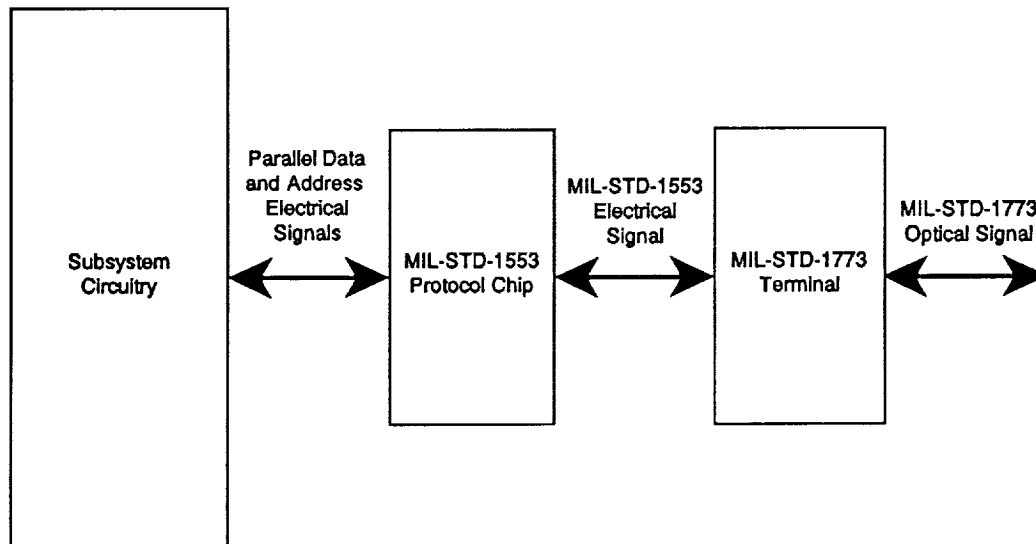 Subsystem
Circuitry
Parallel Data
and Address
Electrical
Signals
MIL-STD-1553
Protocol Chip
MIL-STD-1553
Electrical
Signal
MIL-STD-1773
Terminal
MIL-STD-1773
Optical Signal